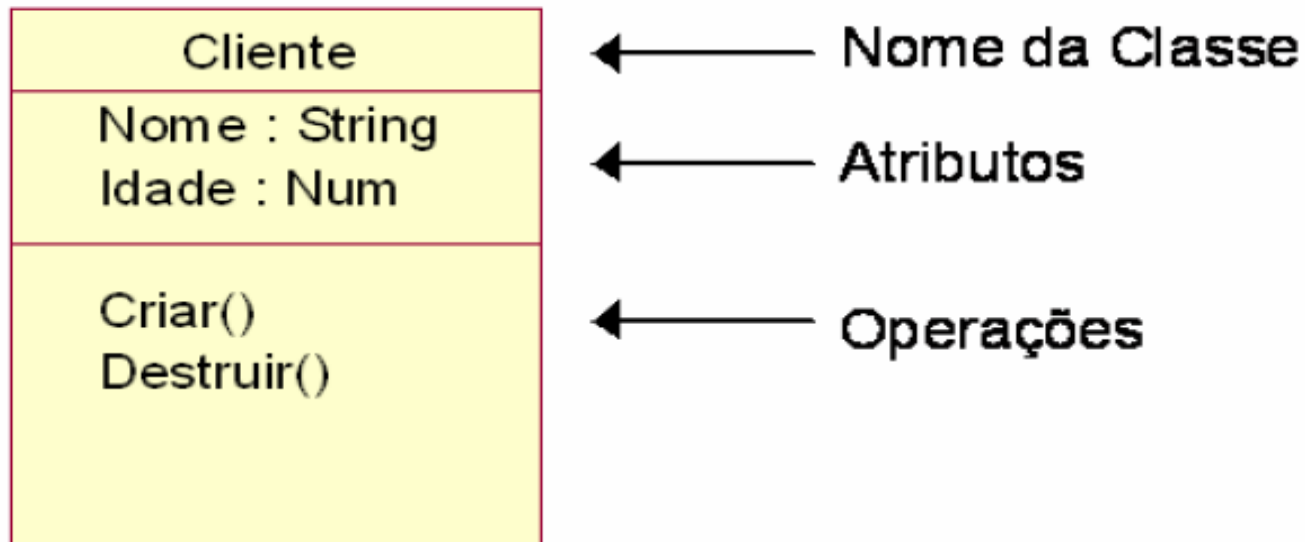 Cliente
Nome da Classe
Nome : String
Idade : Num
Atributos
Criar()
Destruir()
Operações